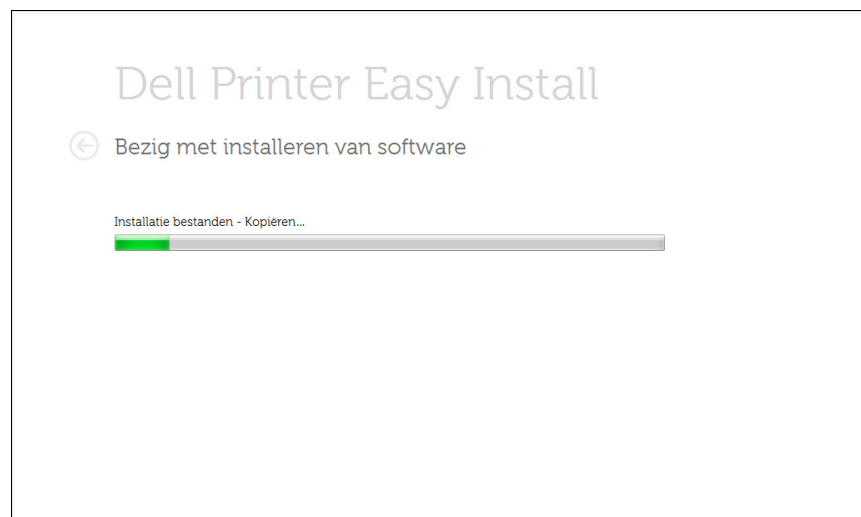 Dell Printer Easy Install
Bezig met installeren van software
Installatie bestanden - Kopiëren...